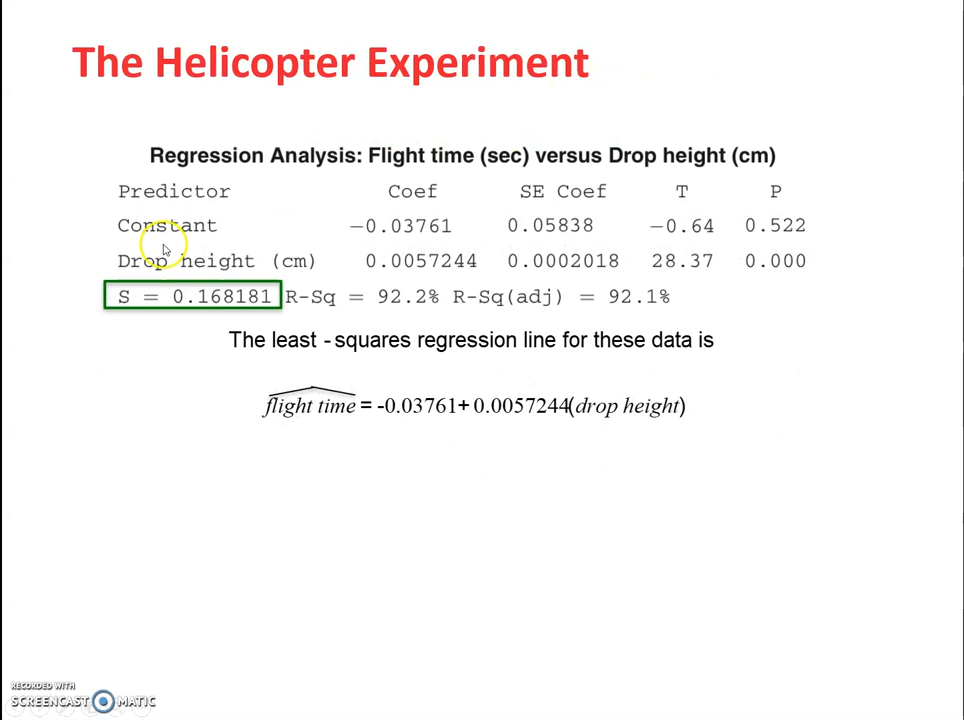 The Helicopter Experiment
Regression Analysis: Flight time (sec) versus Drop height (cm)
Predictor Coef SE Coef T P
Constant −0.03761 0.05838 −0.64 0.522
Drop height (cm) 0.0057244 0.0002018 28.37 0.000
S = 0.168181 R-Sq = 92.2% R-Sq(adj) = 92.1%
The least - squares regression line for these data is
flight time = -0.03761+ 0.0057244(drop height)
RECORDED WITH
SCREENCAST MATIC